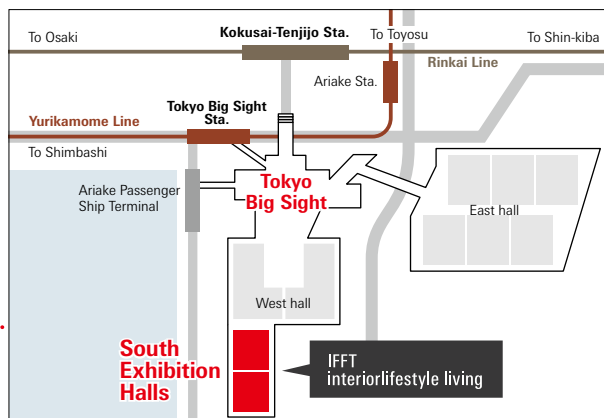 To Osaki
Kokusai-Tenjijo Sta.
To Toyosu
To Shin-kiba
Rinkai Line
Ariake Sta.
Tokyo Big Sight
Sta.
Yurikamome Line
To Shimbashi
Ariake Passenger
Ship Terminal
Tokyo
Big Sight
East hall
West hall
South
Exhibition
Halls
IFFT
interiorlifestyle living